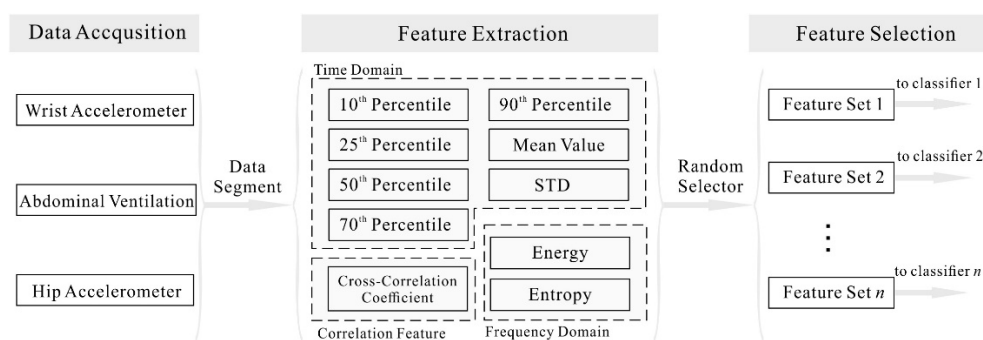 Data Accqusition
Wrist Accelerometer
Abdominal Ventilation
Hip Accelerometer
Data
Segment
Feature Extraction
Time Domain
10th Percentile
25th Percentile
50th Percentile
70th Percentile
90th Percentile
Mean Value
STD
Cross-Correlation
Coefficient
Correlation Feature
Energy
Entropy
Frequency Domain
Random
Selector
Feature Selection
Feature Set 1
to classifier 1
Feature Set 2
to classifier 2
⋮
Feature Set n
to classifier n